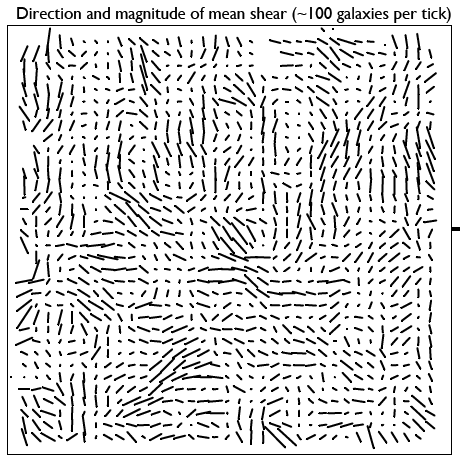 Direction and magnitude of mean shear (~100 galaxies per tick)